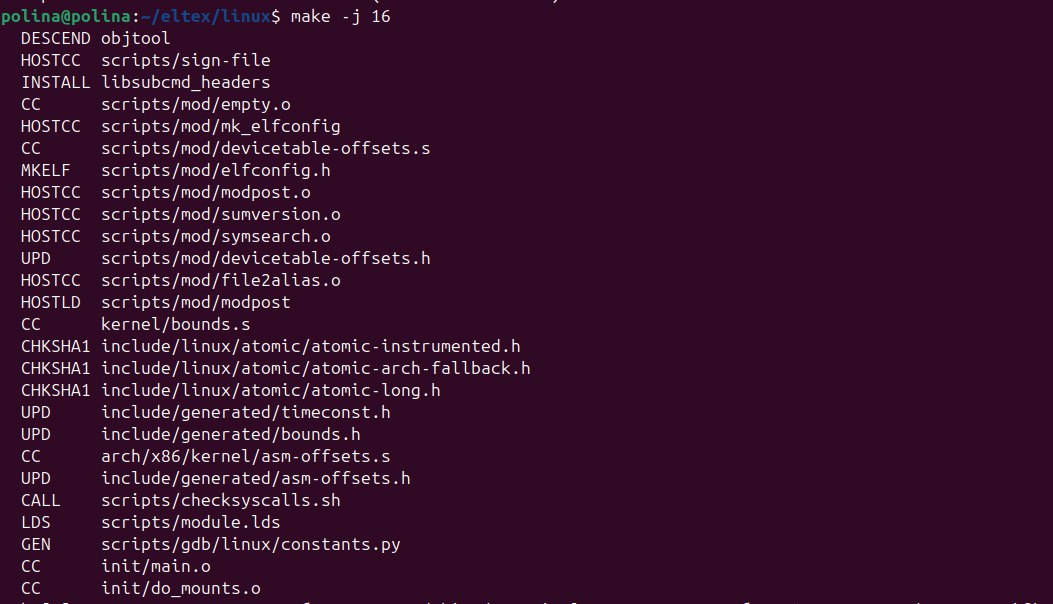 polina@polina:~/eltex/linux$ make -j 16
  DESCEND objtool
  HOSTCC  scripts/sign-file
  INSTALL libsubcmd_headers
  CC      scripts/mod/empty.o
  HOSTCC  scripts/mod/mk_elfconfig
  CC      scripts/mod/devicetable-offsets.s
  MKELF   scripts/mod/elfconfig.h
  HOSTCC  scripts/mod/modpost.o
  HOSTCC  scripts/mod/sumversion.o
  HOSTCC  scripts/mod/symsearch.o
  UPD     scripts/mod/devicetable-offsets.h
  HOSTCC  scripts/mod/file2alias.o
  HOSTLD  scripts/mod/modpost
  CC      kernel/bounds.s
  CHKSHA1 include/linux/atomic/atomic-instrumented.h
  CHKSHA1 include/linux/atomic/atomic-arch-fallback.h
  CHKSHA1 include/linux/atomic/atomic-long.h
  UPD     include/generated/timeconst.h
  UPD     include/generated/bounds.h
  CC      arch/x86/kernel/asm-offsets.s
  UPD     include/generated/asm-offsets.h
  CALL    scripts/checksyscalls.sh
  LDS     scripts/module.lds
  GEN     scripts/gdb/linux/constants.py
  CC      init/main.o
  CC      init/do_mounts.o